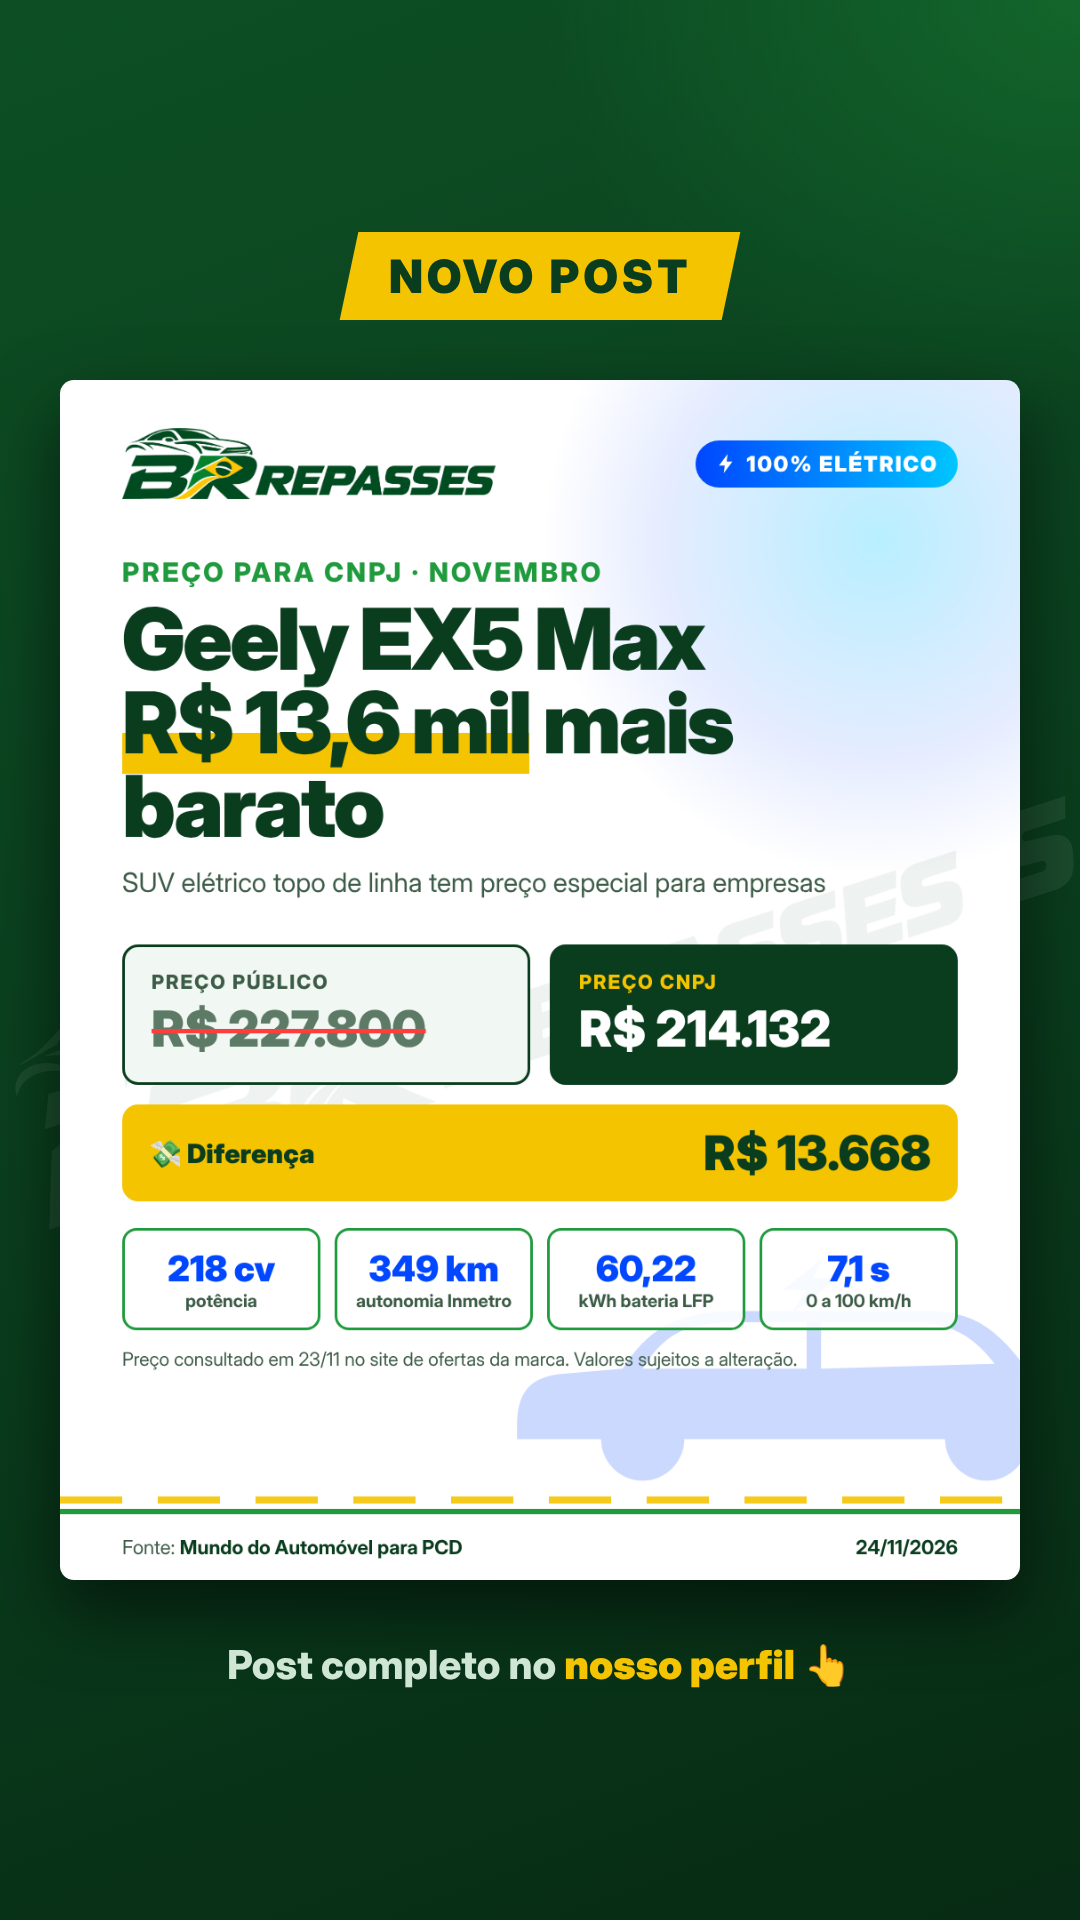 NOVO POST
BR REPASSES
100% ELÉTRICO
PREÇO PARA CNPJ · NOVEMBRO
Geely EX5 Max
R$ 13,6 mil mais
barato
SUV elétrico topo de linha tem preço especial para empresas
PREÇO PÚBLICO
R$ 227.800
PREÇO CNPJ
R$ 214.132
💸 Diferença
R$ 13.668
218 cv
potência
349 km
autonomia Inmetro
60,22
kWh bateria LFP
7,1 s
0 a 100 km/h
Preço consultado em 23/11 no site de ofertas da marca. Valores sujeitos a alteração.
Fonte: Mundo do Automóvel para PCD
24/11/2026
Post completo no nosso perfil 👆